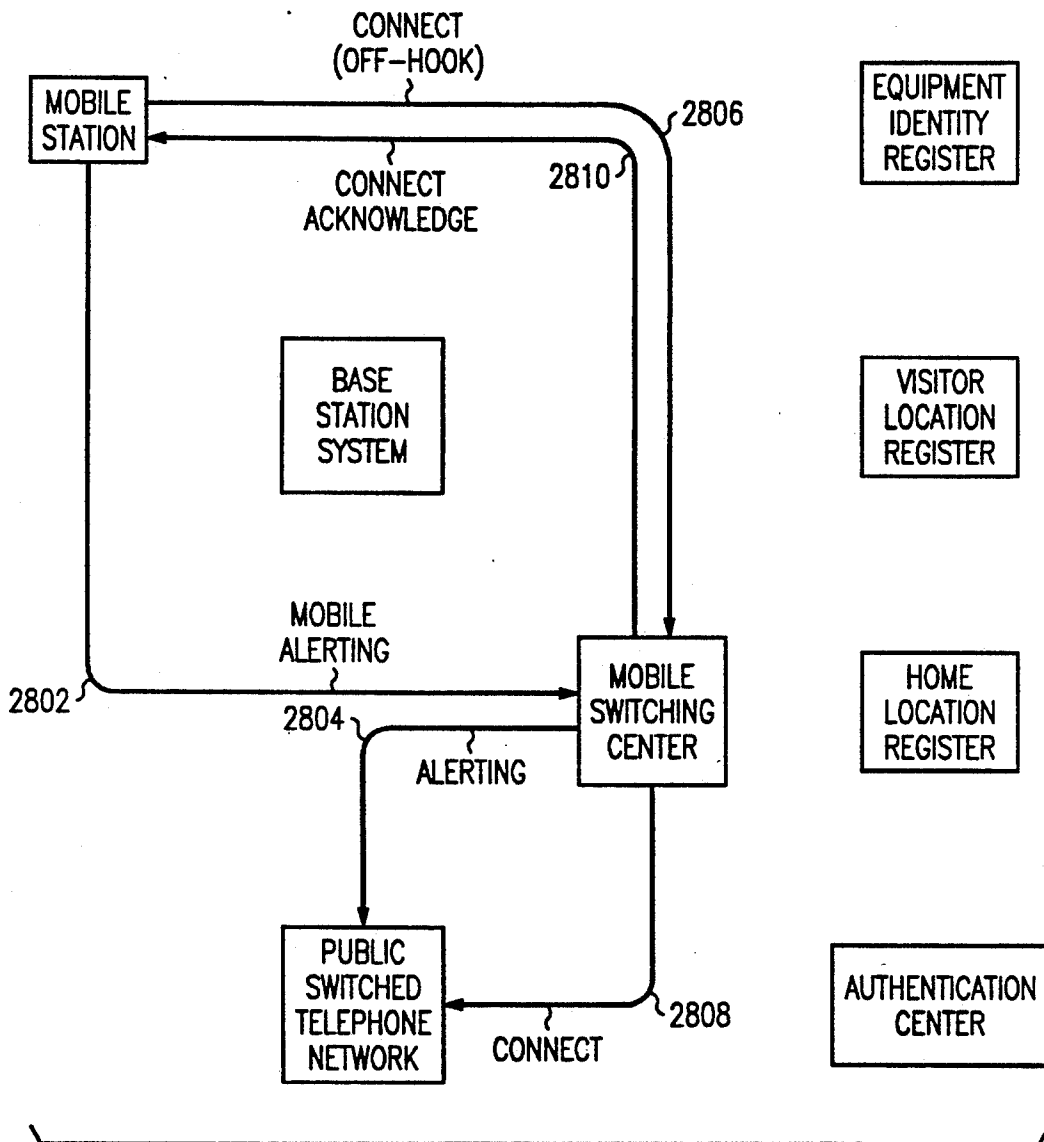 CONNECT
(OFF-HOOK)
MOBILE
STATION
2806
EQUIPMENT
IDENTITY
REGISTER
2810
CONNECT
ACKNOWLEDGE
BASE
STATION
SYSTEM
VISITOR
LOCATION
REGISTER
MOBILE
ALERTING
2802
2804
ALERTING
MOBILE
SWITCHING
CENTER
HOME
LOCATION
REGISTER
PUBLIC
SWITCHED
TELEPHONE
NETWORK
2808
CONNECT
AUTHENTICATION
CENTER